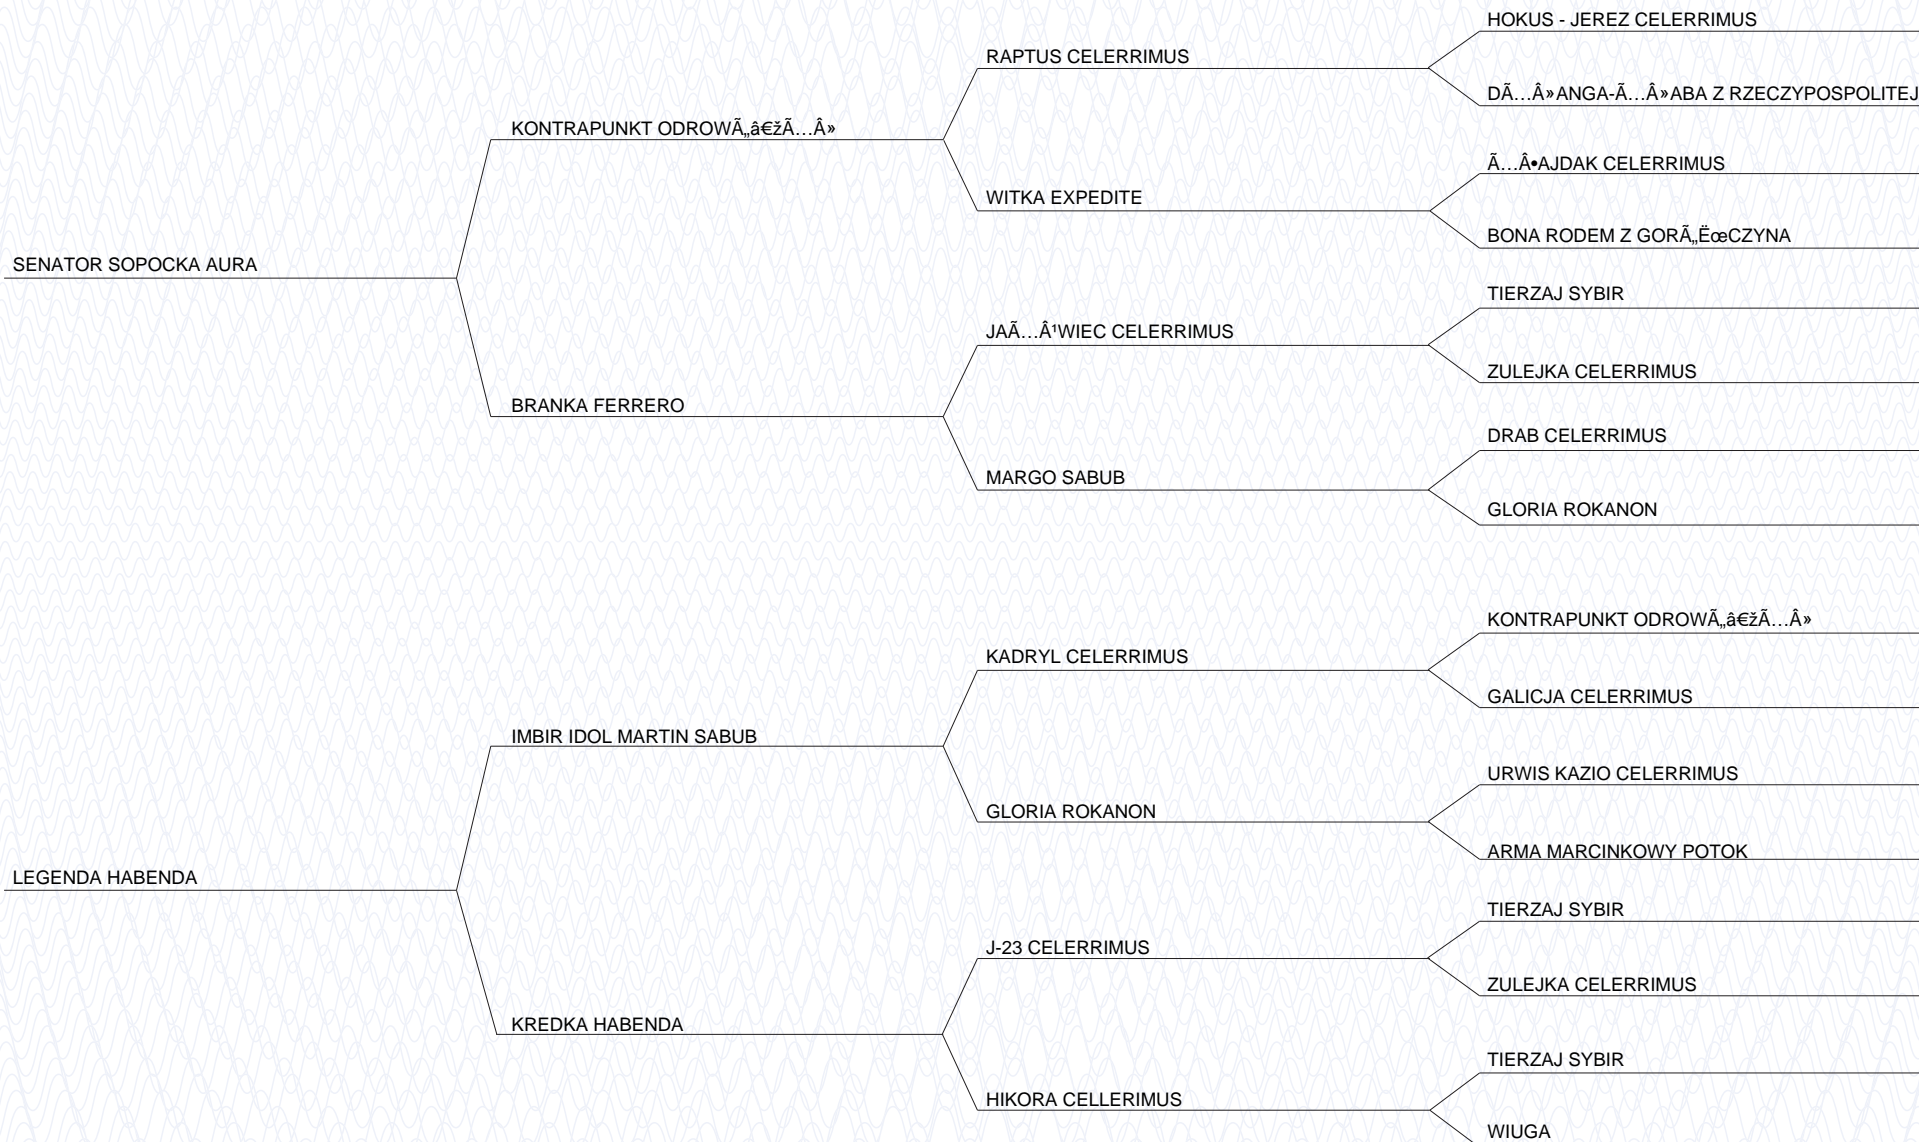 HOKUS - JEREZ CELERRIMUS
RAPTUS CELERRIMUS
DÃ…Â»ANGA-Ã…Â»ABA Z RZECZYPOSPOLITEJ
KONTRAPUNKT ODROWÃ„â€žÃ…Â»
Ã…Â•AJDAK CELERRIMUS
WITKA EXPEDITE
BONA RODEM Z GORÃ„ËœCZYNA
SENATOR SOPOCKA AURA
TIERZAJ SYBIR
JAÃ…Â¹WIEC CELERRIMUS
ZULEJKA CELERRIMUS
BRANKA FERRERO
DRAB CELERRIMUS
MARGO SABUB
GLORIA ROKANON
KONTRAPUNKT ODROWÃ„â€žÃ…Â»
KADRYL CELERRIMUS
GALICJA CELERRIMUS
IMBIR IDOL MARTIN SABUB
URWIS KAZIO CELERRIMUS
GLORIA ROKANON
ARMA MARCINKOWY POTOK
LEGENDA HABENDA
TIERZAJ SYBIR
J-23 CELERRIMUS
ZULEJKA CELERRIMUS
KREDKA HABENDA
TIERZAJ SYBIR
HIKORA CELLERIMUS
WIUGA